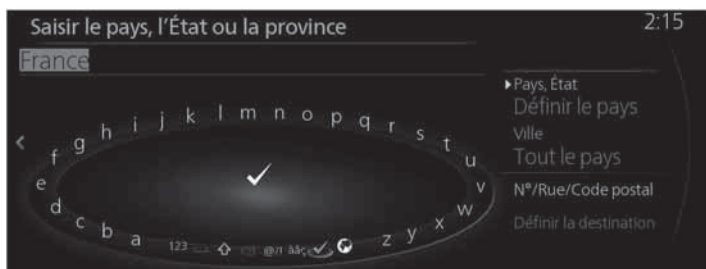 Saisir le pays, l'État ou la province 2:15
France
Pays, État
Définir le pays
Ville
Tout le pays
N°/Rue/Code postal
Définir la destination
a b c d e f g h i j k l m n o p q r s t u v w x y z
123 @/! àåç